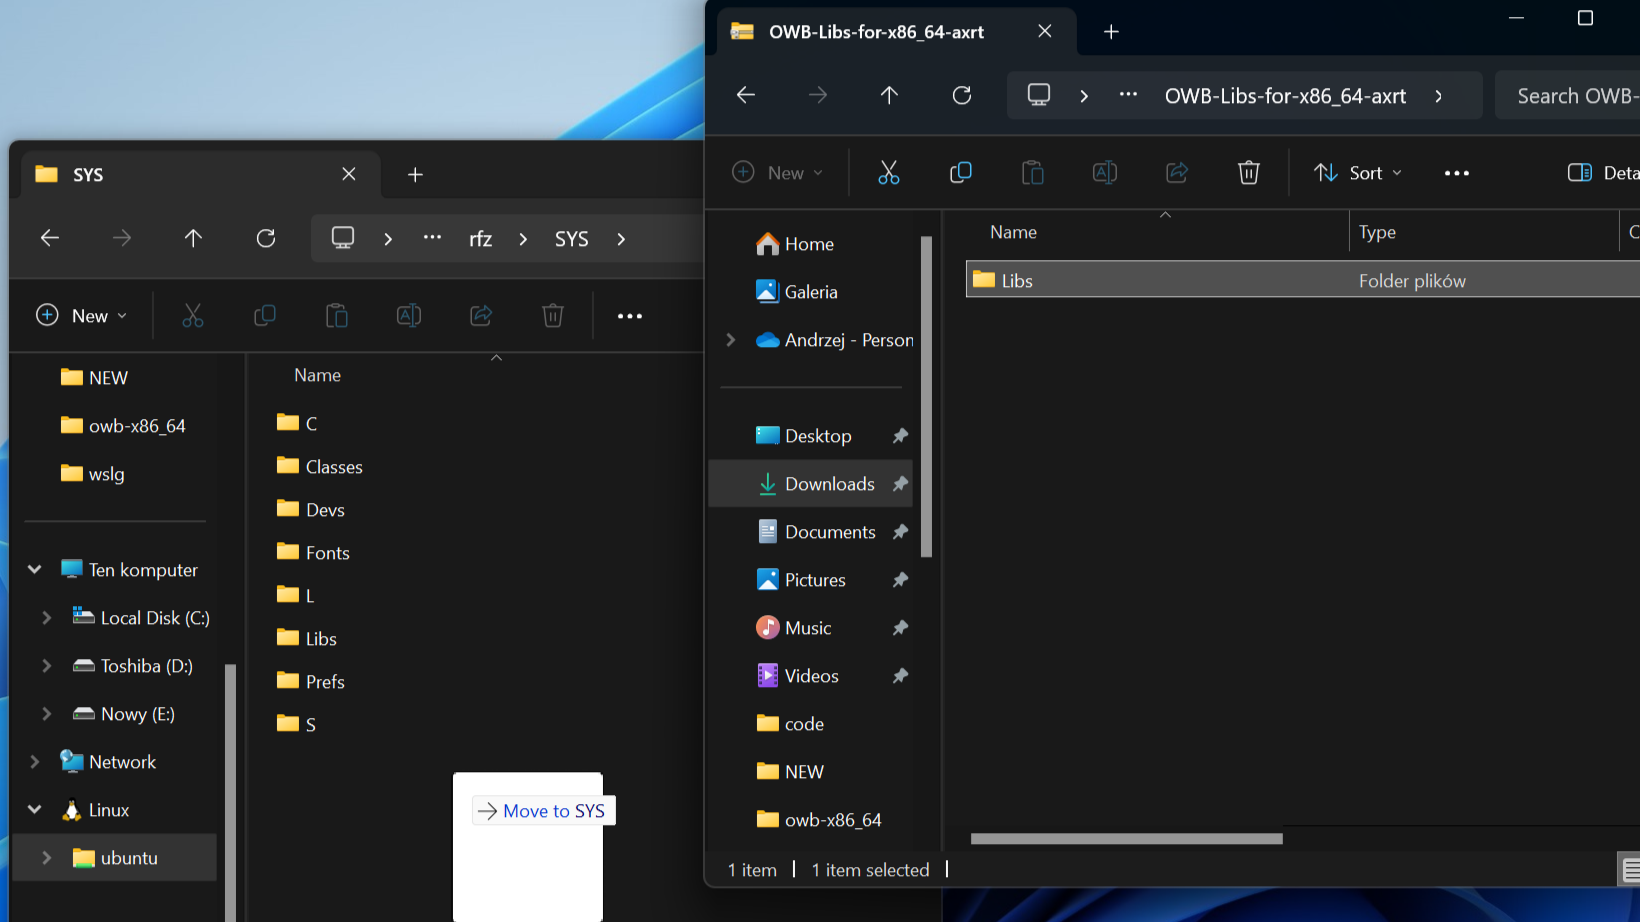 SYS
rfz
SYS
New
NEW
owb-x86_64
wslg
Ten komputer
Local Disk (C:)
Toshiba (D:)
Nowy (E:)
Network
Linux
ubuntu
Name
C
Classes
Devs
Fonts
L
Libs
Prefs
S
Move to SYS
OWB-Libs-for-x86_64-axrt
OWB-Libs-for-x86_64-axrt
Search OWB-
New
Sort
Deta
Home
Galeria
Andrzej - Person
Desktop
Downloads
Documents
Pictures
Music
Videos
code
NEW
owb-x86_64
Name Type C
Libs Folder plików
1 item 1 item selected